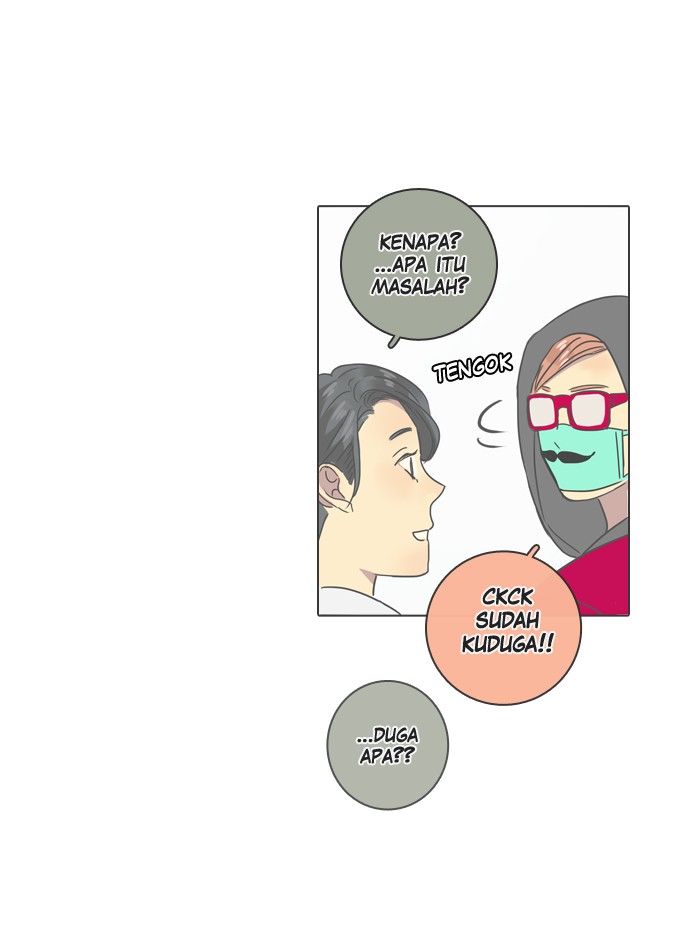 KENAPA?
...APA ITU
MASALAH?
TENGOK
CKCK
SUDAH
KUDUGA!!
...DUGA
APA??